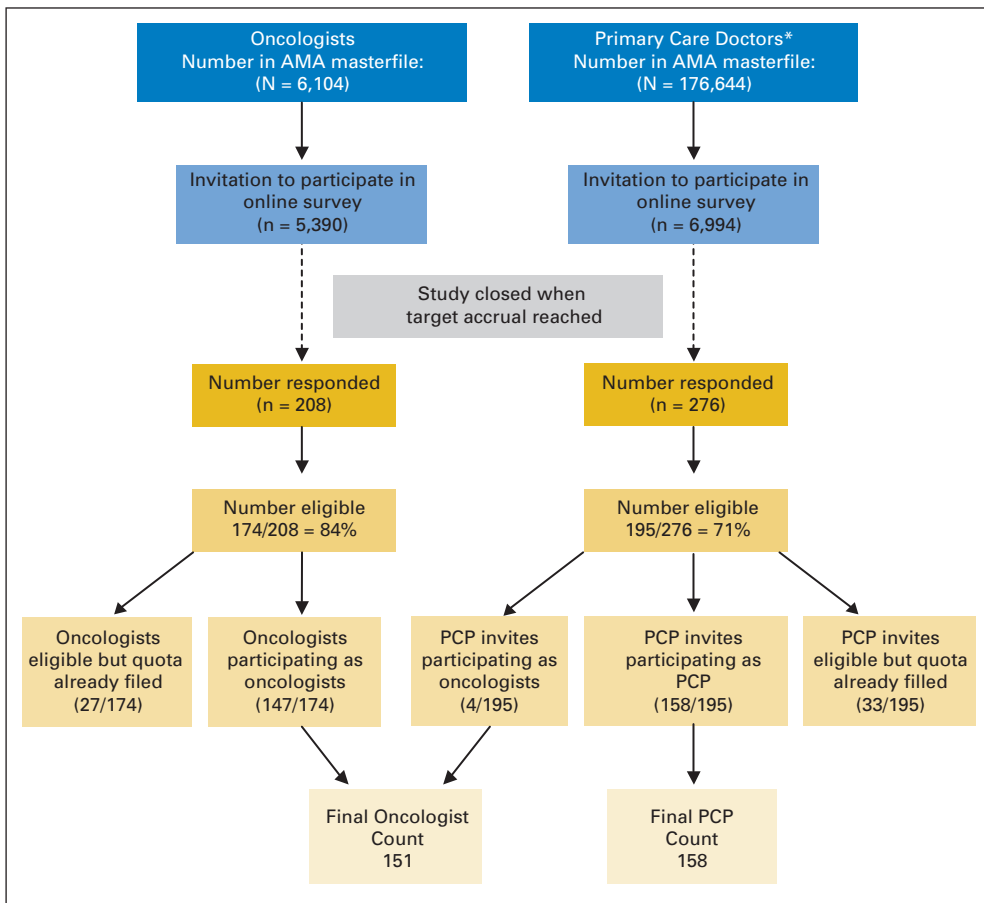 Oncologists
Number in AMA masterfile:
(N = 6,104)
Primary Care Doctors*
Number in AMA masterfile:
(N = 176,644)
Invitation to participate in
online survey
(n = 5,390)
Invitation to participate in
online survey
(n = 6,994)
Study closed when
target accrual reached
Number responded
(n = 208)
Number responded
(n = 276)
Number eligible
174/208 = 84%
Number eligible
195/276 = 71%
Oncologists
eligible but quota
already filed
(27/174)
Oncologists
participating as
oncologists
(147/174)
PCP invites
participating as
oncologists
(4/195)
PCP invites
participating as
PCP
(158/195)
PCP invites
eligible but quota
already filled
(33/195)
Final Oncologist
Count
151
Final PCP
Count
158